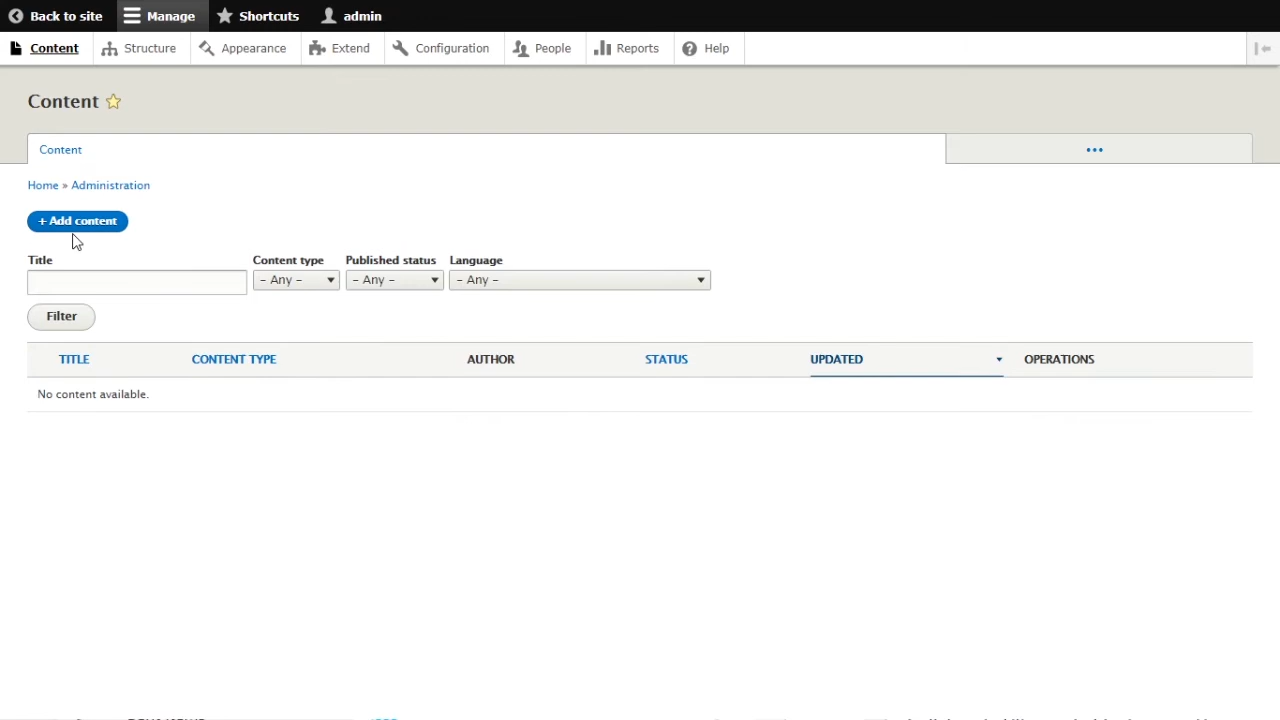 Back to site Manage Shortcuts admin
Content Structure Appearance Extend Configuration People Reports Help
Content
Content •••
Home » Administration
+ Add content
Title Content type Published status Language
- Any - - Any - - Any -
Filter
TITLE CONTENT TYPE AUTHOR STATUS UPDATED OPERATIONS
No content available.